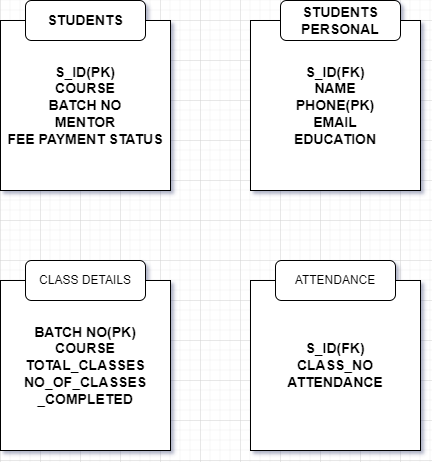 STUDENTS
S_ID(PK)
COURSE
BATCH NO
MENTOR
FEE PAYMENT STATUS
STUDENTS
PERSONAL
S_ID(FK)
NAME
PHONE(PK)
EMAIL
EDUCATION
CLASS DETAILS
BATCH NO(PK)
COURSE
TOTAL_CLASSES
NO_OF_CLASSES
_COMPLETED
ATTENDANCE
S_ID(FK)
CLASS_NO
ATTENDANCE